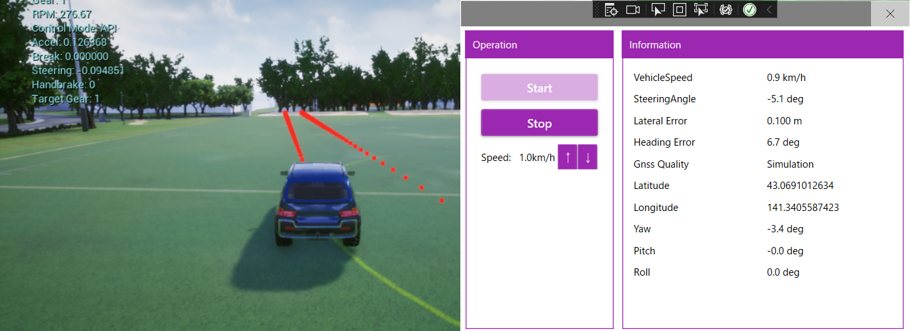 Gear: 1
RPM: 276.67
Control Mode: API
Accel: 0.126868
Break: 0.000000
Steering: -0.094851
Handbrake: 0
Target Gear: 1
Operation
Start
Stop
Speed: 1.0km/h ↑ ↓
Information
VehicleSpeed 0.9 km/h
SteeringAngle -5.1 deg
Lateral Error 0.100 m
Heading Error 6.7 deg
Gnss Quality Simulation
Latitude 43.0691012634
Longitude 141.3405587423
Yaw -3.4 deg
Pitch -0.0 deg
Roll 0.0 deg